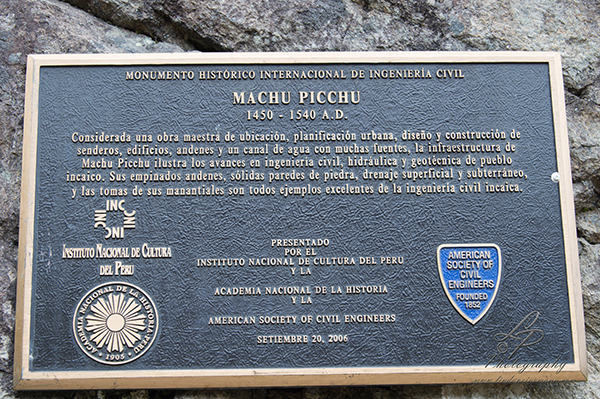 MONUMENTO HISTÓRICO INTERNACIONAL DE INGENIERÍA CIVIL
MACHU PICCHU
1450 - 1540 A.D.
Considerada una obra maestra de ubicación, planificación urbana, diseño y construcción de
senderos, edificios, andenes y un canal de agua con muchas fuentes, la infraestructura de
Machu Picchu ilustra los avances en ingeniería civil, hidráulica y geotécnica de pueblo
incaico. Sus empinados andenes, sólidas paredes de piedra, drenaje superficial y subterráneo,
y las tomas de sus manantiales son todos ejemplos excelentes de la ingeniería civil incaica.
INC
INC
INC
INC
INSTITUTO NACIONAL DE CULTURA
DEL PERU
ACADEMIA NACIONAL DE LA HISTORIA
PERU
1905
PRESENTADO
POR EL
INSTITUTO NACIONAL DE CULTURA DEL PERU
Y LA
ACADEMIA NACIONAL DE LA HISTORIA
Y LA
AMERICAN SOCIETY OF CIVIL ENGINEERS
SETIEMBRE 20, 2006
AMERICAN
SOCIETY OF
CIVIL
ENGINEERS
FOUNDED
1852
Photography